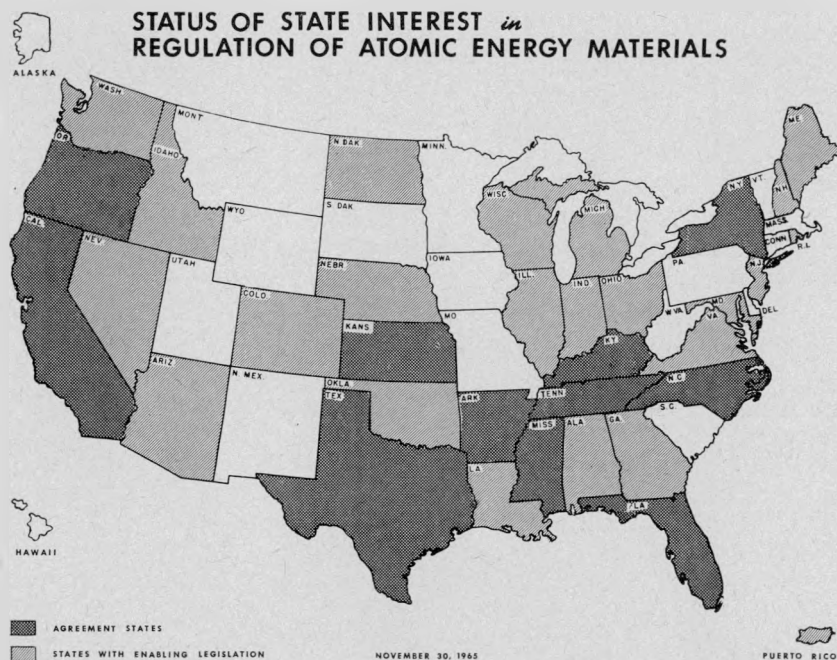 STATUS OF STATE INTEREST in
REGULATION OF ATOMIC ENERGY MATERIALS
ALASKA
WASH.
MONT.
N.DAK.
MINN.
ME.
OR.
IDAHO
WISC.
MICH.
N.Y.
VT.
N.H.
S. DAK.
WYO.
MASS.
CAL.
NEV.
CONN.
R.I.
UTAH
NEBR.
IOWA
PA.
N.J.
COLO.
ILL.
IND.
OHIO
W.VA.
MD.
DEL.
VA.
KANS.
MO.
KY.
ARIZ.
N. MEX.
OKLA.
TEX.
ARK.
TENN.
N.C.
S.C.
MISS.
ALA.
GA.
LA.
FLA.
HAWAII
AGREEMENT STATES
STATES WITH ENABLING LEGISLATION
NOVEMBER 30, 1965
PUERTO RICO